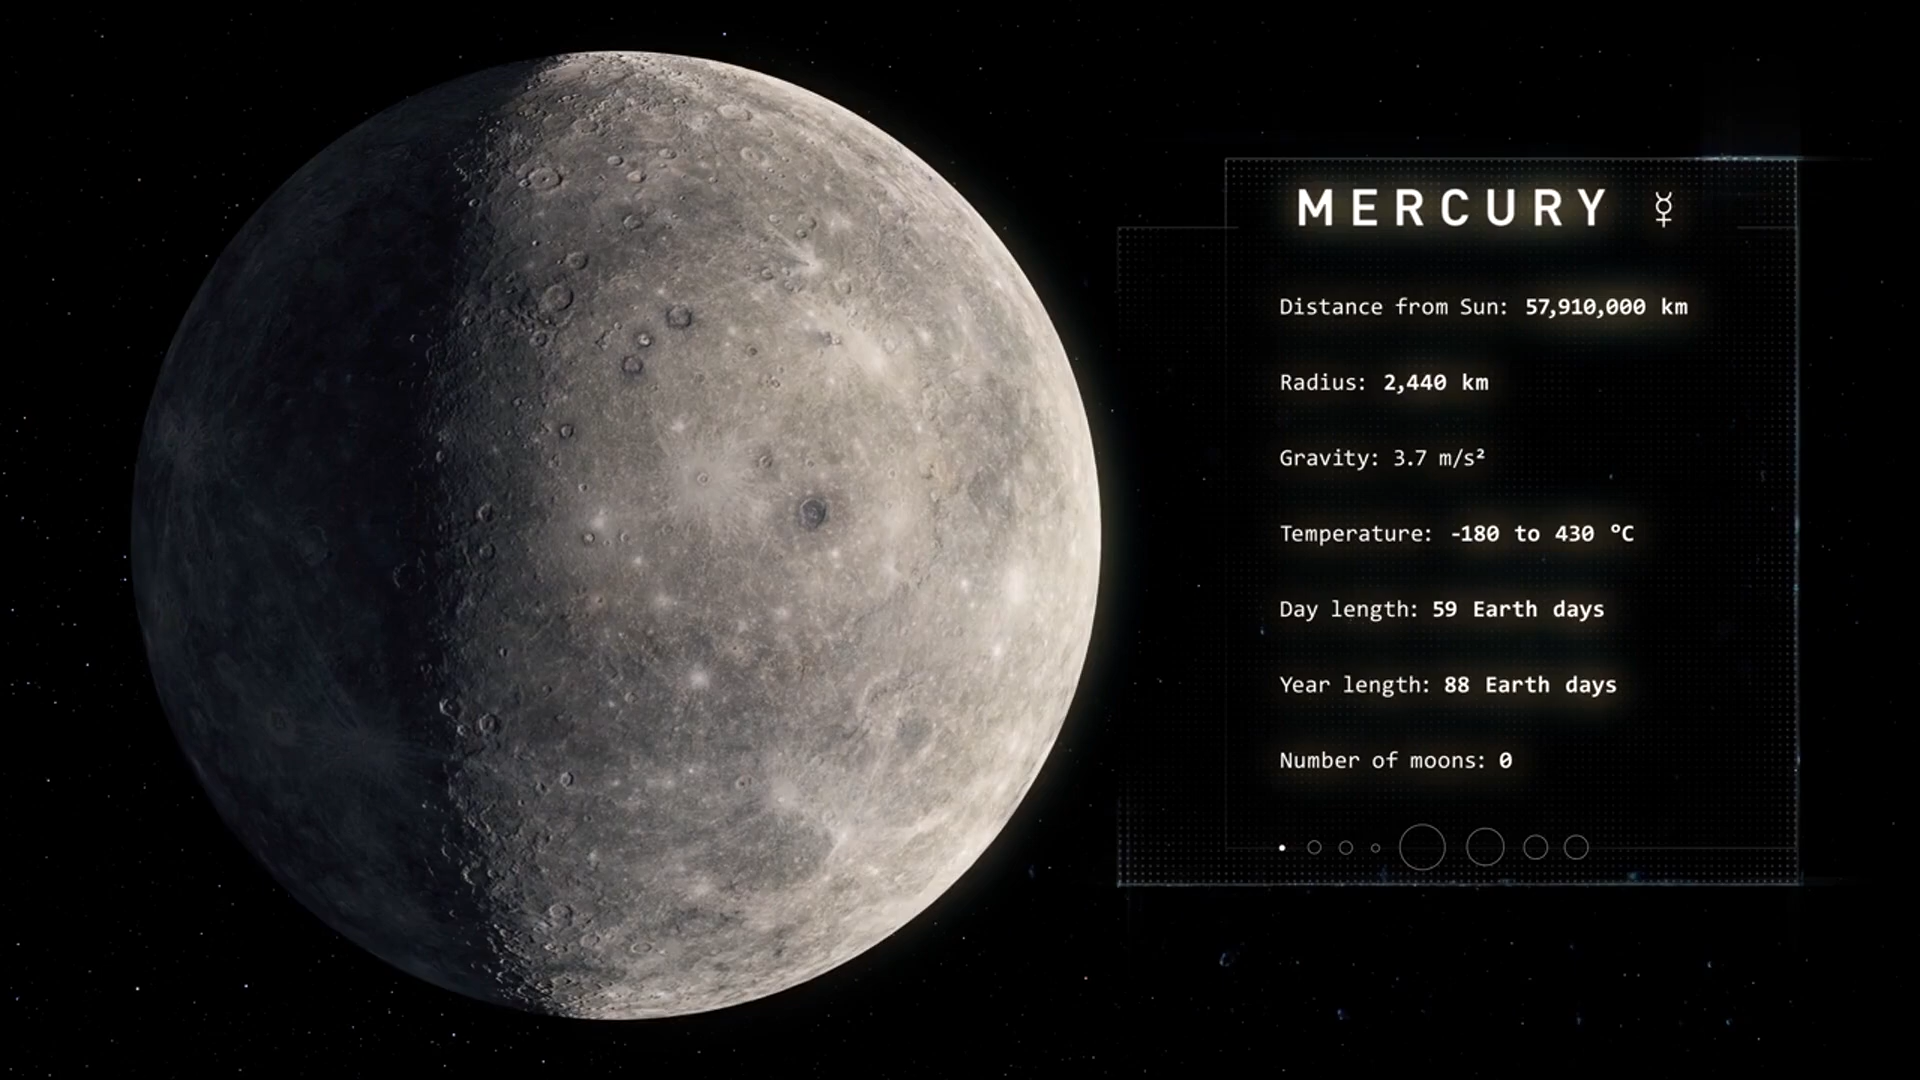 MERCURY ☿
Distance from Sun: 57,910,000 km
Radius: 2,440 km
Gravity: 3.7 m/s²
Temperature: -180 to 430 °C
Day length: 59 Earth days
Year length: 88 Earth days
Number of moons: 0